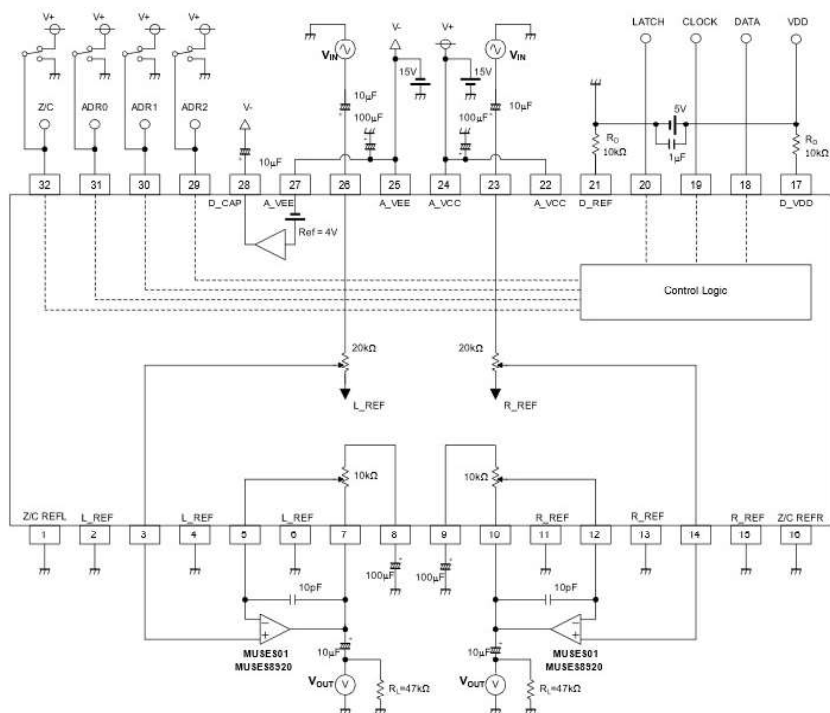 V+ V+ V+ V+ V- V+ LATCH CLOCK DATA VDD
VIN VIN
15V 15V
Z/C ADR0 ADR1 ADR2 V- 10µF 100µF 100µF 10µF 5V
10µF 1µF
RD 10kΩ RD 10kΩ
32 31 30 29 28 27 26 25 24 23 22 21 20 19 18 17
D_CAP A_VEE A_VEE A_VCC A_VCC D_REF D_VDD
Ref = 4V
Control Logic
20kΩ 20kΩ
L_REF R_REF
10kΩ 10kΩ
Z/C REFL L_REF L_REF L_REF R_REF R_REF R_REF Z/C REFR
1 2 3 4 5 6 7 8 9 10 11 12 13 14 15 16
100µF 100µF
10pF 10pF
MUSES01 MUSES01
MUSES8920 MUSES8920
10µF 10µF
VOUT RL=47kΩ VOUT RL=47kΩ
V V